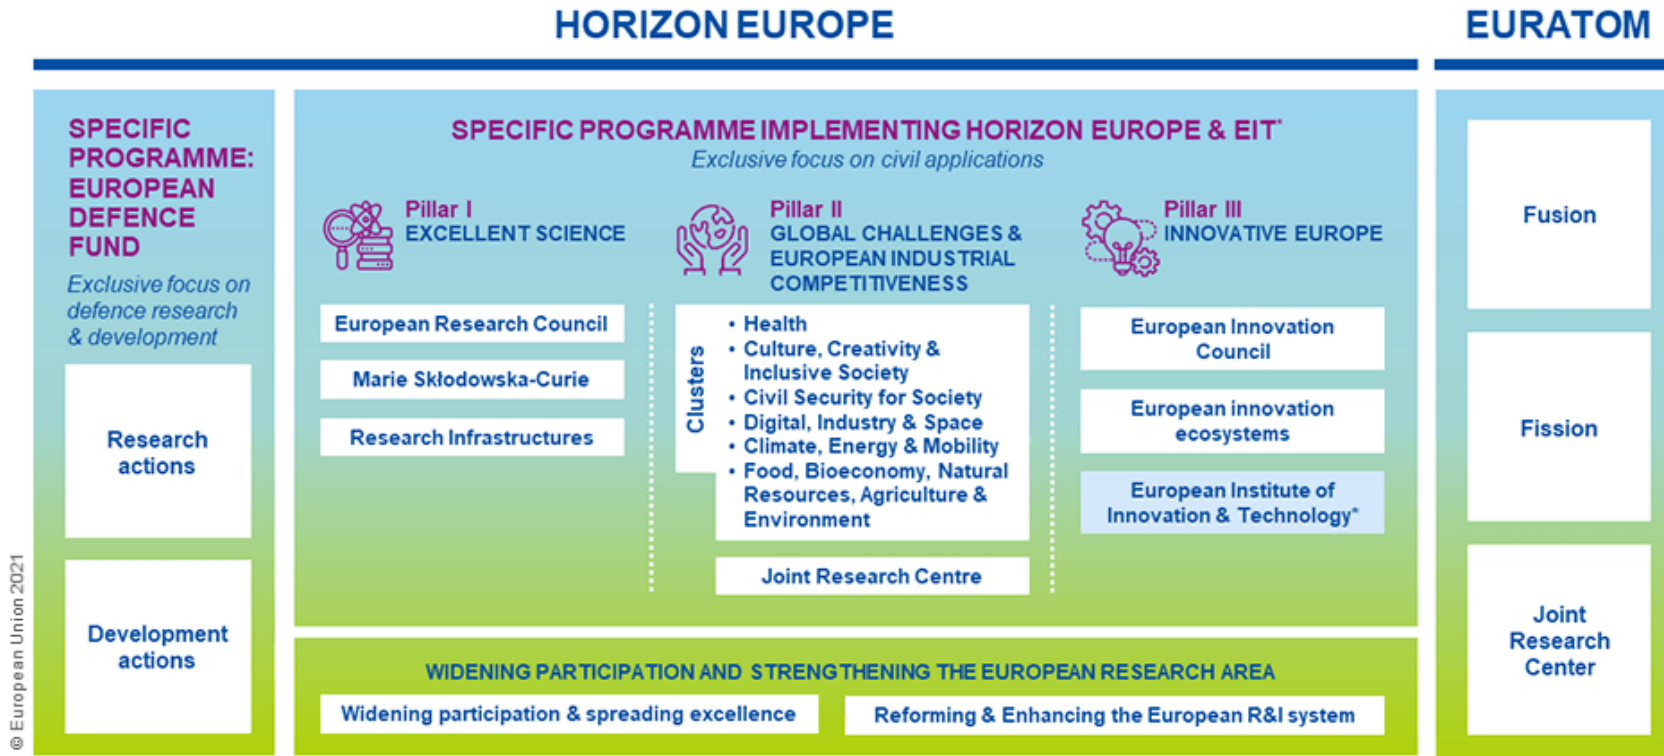 HORIZON EUROPE
EURATOM
SPECIFIC
PROGRAMME:
EUROPEAN
DEFENCE
FUND
Exclusive focus on
defence research
& development
Research
actions
Development
actions
SPECIFIC PROGRAMME IMPLEMENTING HORIZON EUROPE & EIT*
Exclusive focus on civil applications
Pillar I
EXCELLENT SCIENCE
European Research Council
Marie Skłodowska-Curie
Research Infrastructures
Pillar II
GLOBAL CHALLENGES &
EUROPEAN INDUSTRIAL
COMPETITIVENESS
Clusters
• Health
• Culture, Creativity &
Inclusive Society
• Civil Security for Society
• Digital, Industry & Space
• Climate, Energy & Mobility
• Food, Bioeconomy, Natural
Resources, Agriculture &
Environment
Joint Research Centre
Pillar III
INNOVATIVE EUROPE
European Innovation
Council
European innovation
ecosystems
European Institute of
Innovation & Technology*
WIDENING PARTICIPATION AND STRENGTHENING THE EUROPEAN RESEARCH AREA
Widening participation & spreading excellence
Reforming & Enhancing the European R&I system
Fusion
Fission
Joint
Research
Center
© European Union 2021